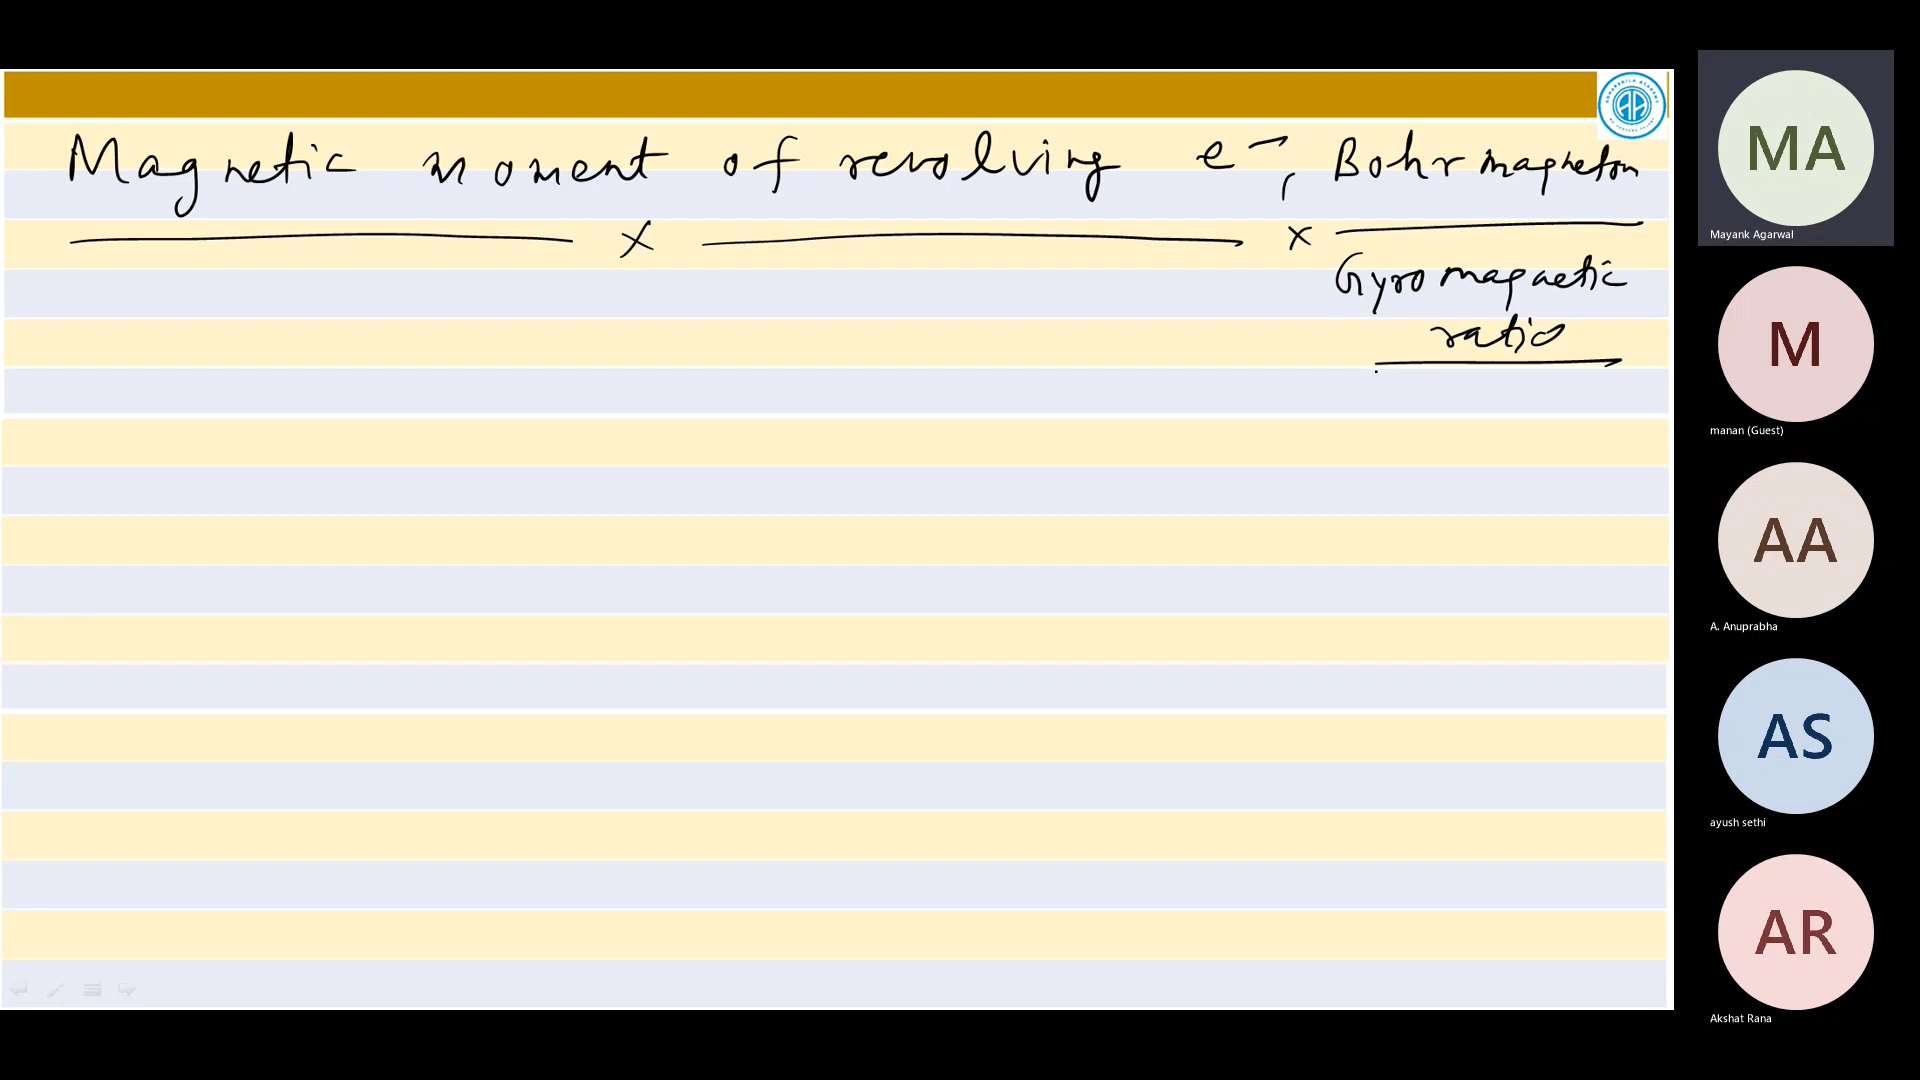 Magnetic moment of revolving e⁻, Bohr magneton
Gyromagnetic
ratio
MA
Mayank Agarwal
M
manan (Guest)
AA
A. Anuprabha
AS
ayush sethi
AR
Akshat Rana